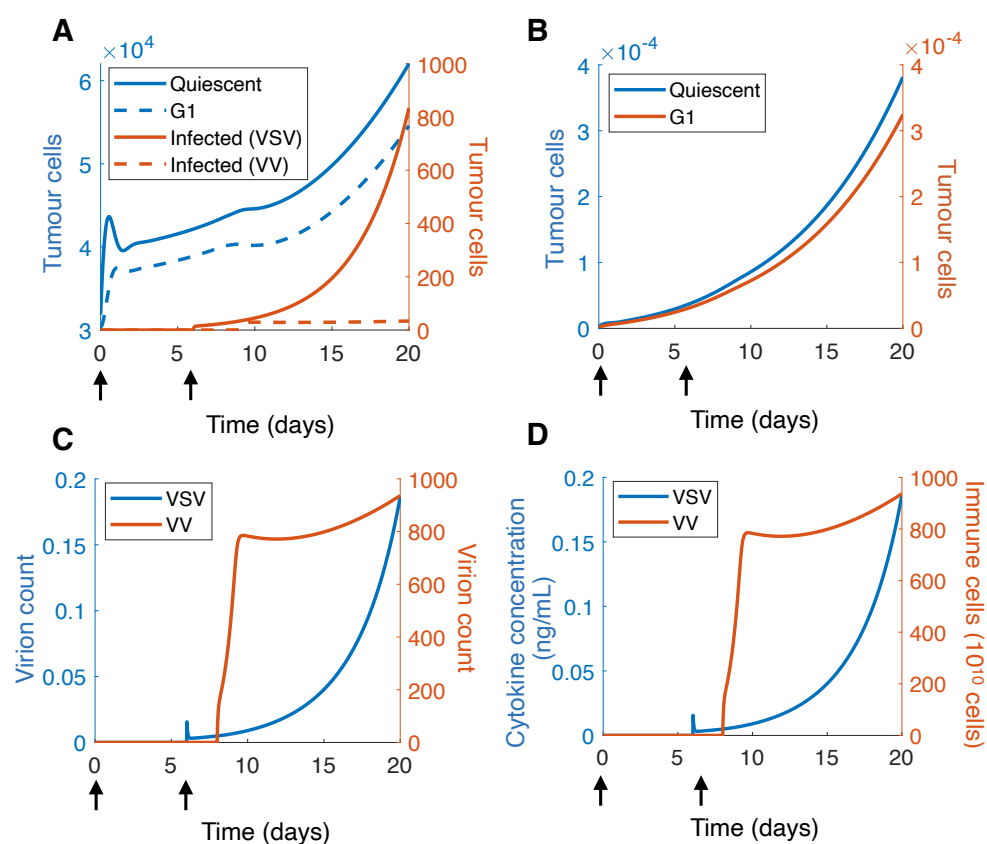 A
×10^4
6
5
4
3
Tumour cells
Quiescent
G1
Infected (VSV)
Infected (VV)
1000
800
600
400
200
0
Tumour cells
0 5 10 15 20
Time (days)
B
×10^-4
4
3
2
1
0
Tumour cells
Quiescent
G1
×10^-4
4
3
2
1
0
Tumour cells
0 5 10 15 20
Time (days)
C
0.2
0.15
0.1
0.05
0
Virion count
VSV
VV
1000
800
600
400
200
0
Virion count
0 5 10 15 20
Time (days)
D
0.2
0.15
0.1
0.05
0
Cytokine concentration
(ng/mL)
VSV
VV
1000
800
600
400
200
0
Immune cells (10^10 cells)
0 5 10 15 20
Time (days)